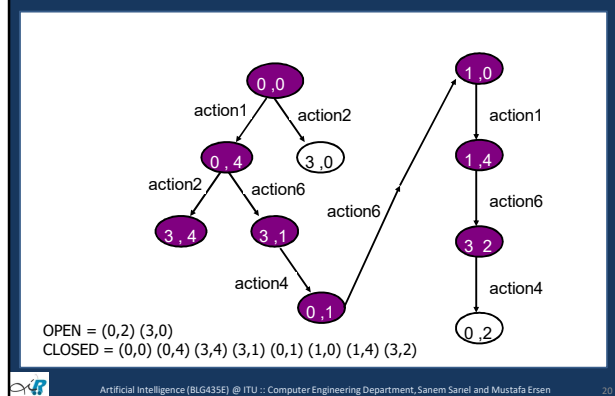 0 ,0
action1
action2
0 , 4
3 ,0
action2
action6
3 , 4
3 ,1
action4
0 ,1
action6
1 ,0
action1
1 ,4
action6
3 2
action4
0 ,2
OPEN = (0,2) (3,0)
CLOSED = (0,0) (0,4) (3,4) (3,1) (0,1) (1,0) (1,4) (3,2)
Artificial Intelligence (BLG435E) @ ITU :: Computer Engineering Department, Sanem Sanel and Mustafa Ersen
20